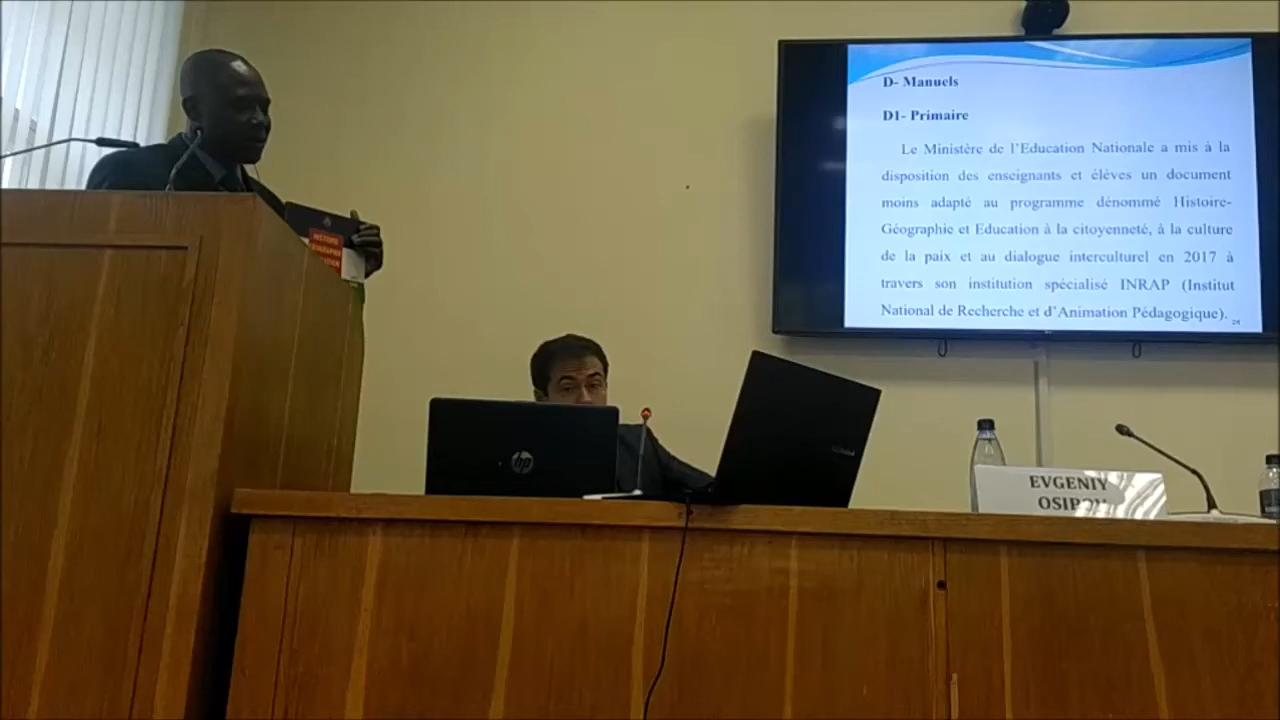 D- Manuels
D1- Primaire
Le Ministère de l'Education Nationale a mis à la
disposition des enseignants et élèves un document
moins adapté au programme dénommé Histoire-
Géographie et Education à la citoyenneté, à la culture
de la paix et au dialogue interculturel en 2017 à
travers son institution spécialisé INRAP (Institut
National de Recherche et d'Animation Pédagogique).
24
HISTOIRE
hp
EVGENIY